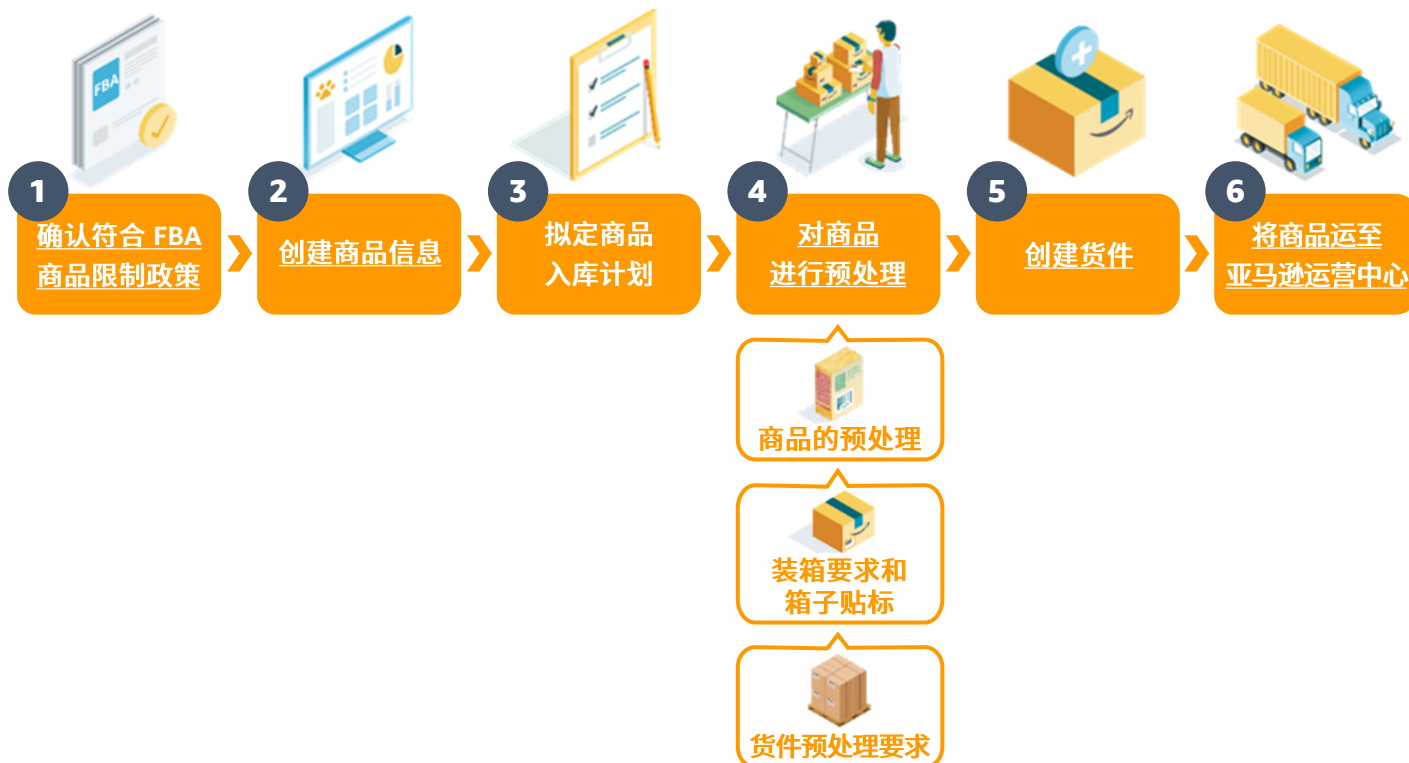 FBA
1
确认符合 FBA
商品限制政策
2
创建商品信息
3
拟定商品
入库计划
4
对商品
进行预处理
5
创建货件
6
将商品运至
亚马逊运营中心
商品的预处理
装箱要求和
箱子贴标
货件预处理要求